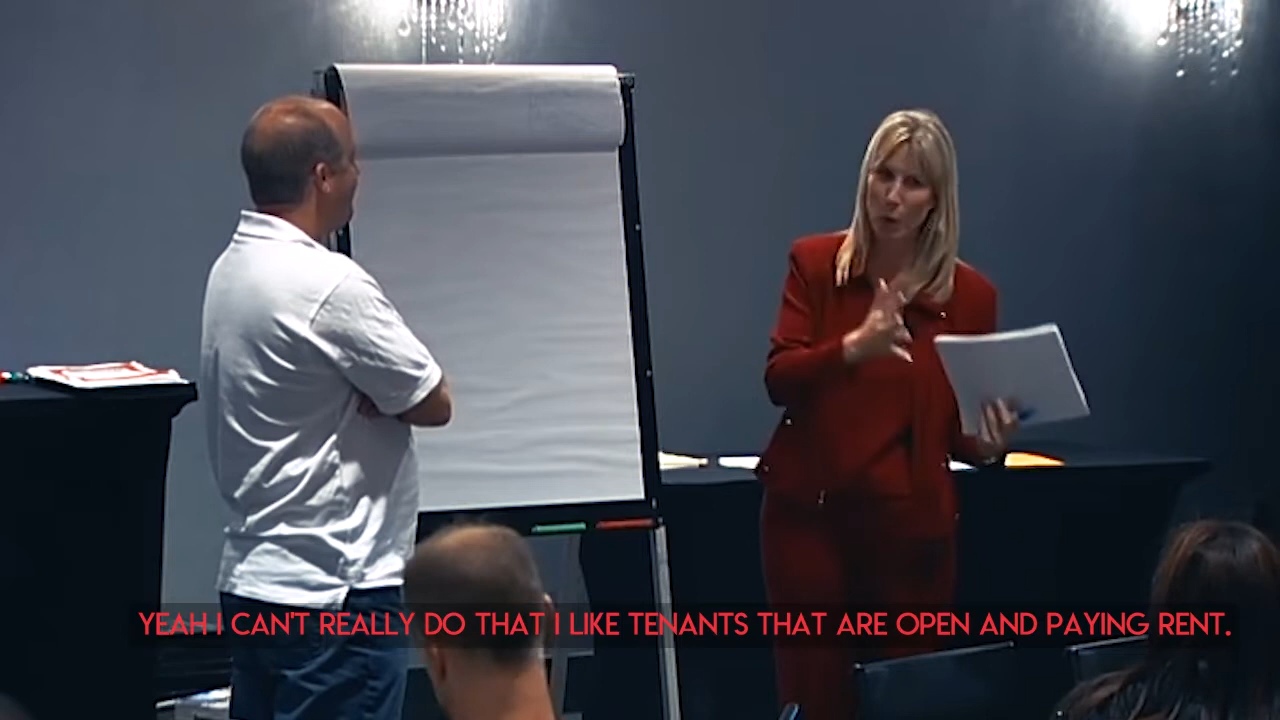 YEAH I CAN'T REALLY DO THAT I LIKE TENANTS THAT ARE OPEN AND PAYING RENT.